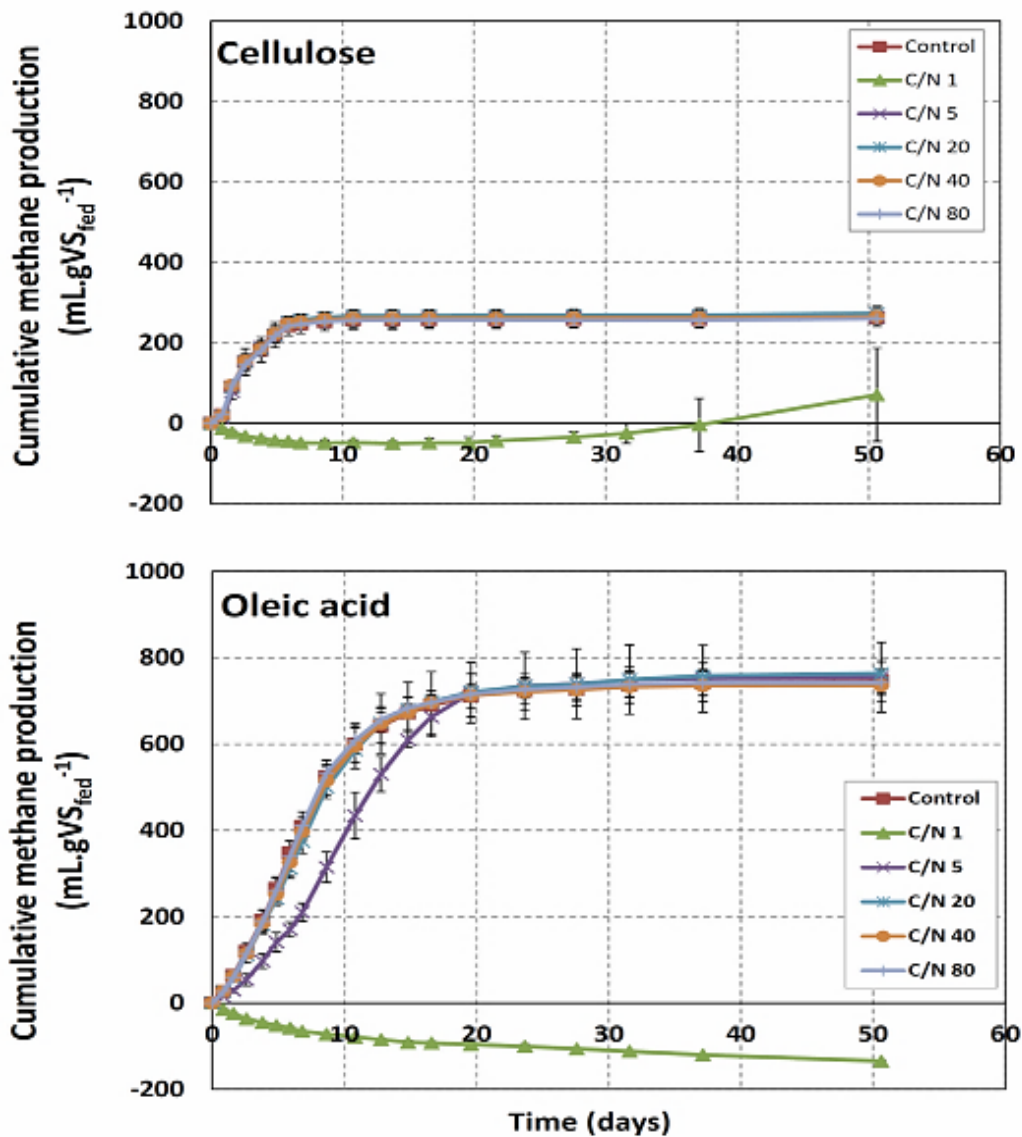 Cellulose
Cumulative methane production
(mL.gVS_fed^-1)
1000
800
600
400
200
0
-200
0 10 20 30 40 50 60
Control
C/N 1
C/N 5
C/N 20
C/N 40
C/N 80
Oleic acid
Cumulative methane production
(mL.gVS_fed^-1)
1000
800
600
400
200
0
-200
0 10 20 30 40 50 60
Control
C/N 1
C/N 5
C/N 20
C/N 40
C/N 80
Time (days)